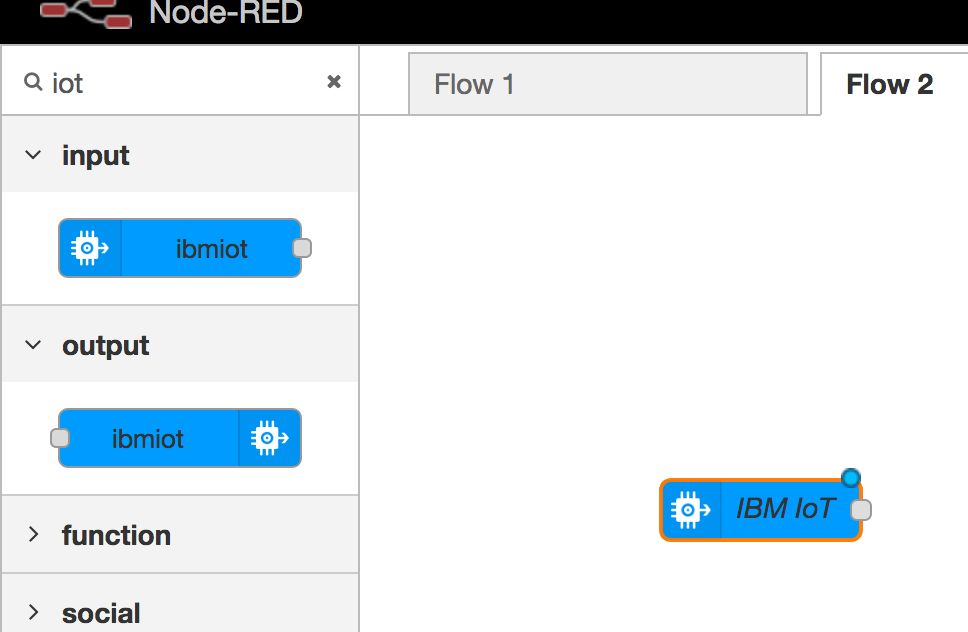 Node-RED
iot
Flow 1
Flow 2
input
ibmiot
output
ibmiot
IBM IoT
function
social